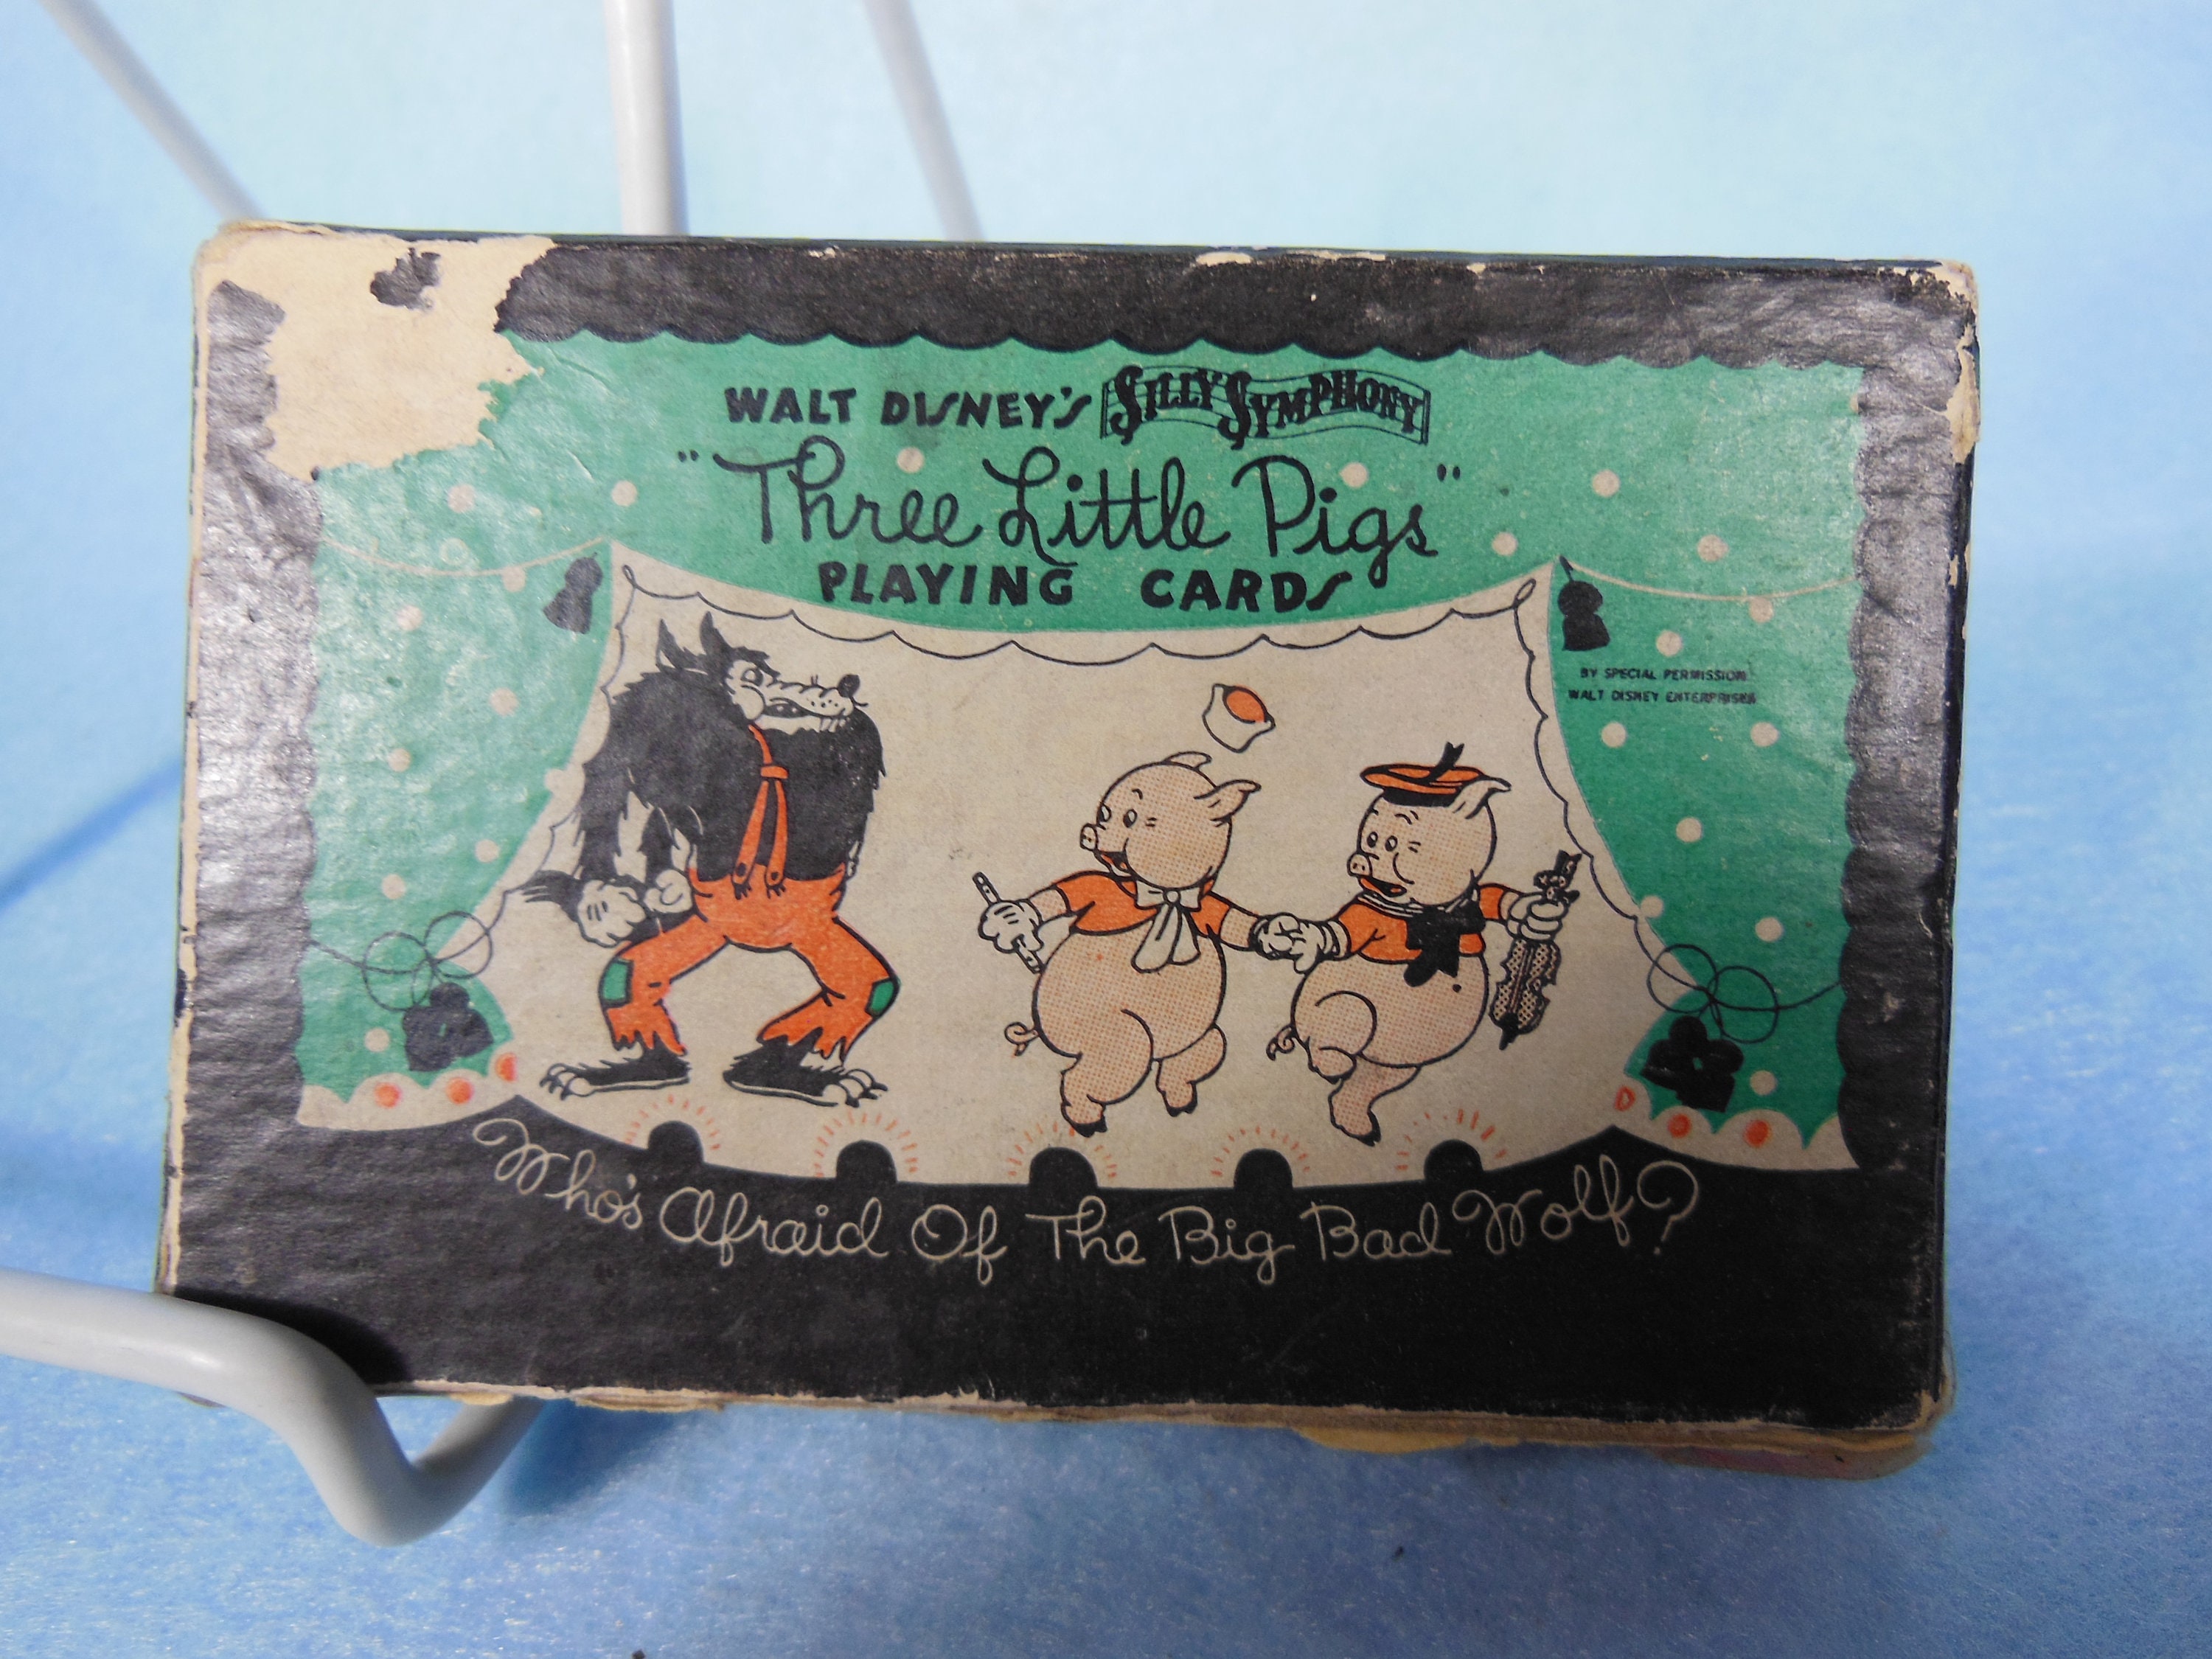 WALT DISNEY'S SILLY SYMPHONY
"Three Little Pigs"
PLAYING CARDS
BY SPECIAL PERMISSION
WALT DISNEY ENTERPRISES
Who's Afraid Of The Big Bad Wolf?